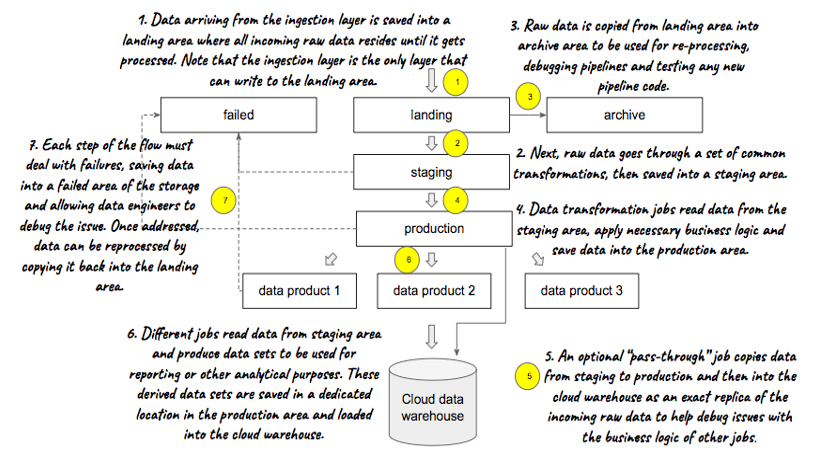 1. Data arriving from the ingestion layer is saved into a
landing area where all incoming raw data resides until it gets
processed. Note that the ingestion layer is the only layer that
can write to the landing area.
3. Raw data is copied from landing area into
archive area to be used for re-processing,
debugging pipelines and testing any new
pipeline code.
1
3
failed
landing
archive
7. Each step of the flow must
deal with failures, saving data
into a failed area of the storage
and allowing data engineers to
debug the issue. Once addressed,
data can be reprocessed by
copying it back into the landing
area.
2
2. Next, raw data goes through a set of common
transformations, then saved into a staging area.
staging
7
4
4. Data transformation jobs read data from the
staging area, apply necessary business logic and
save data into the production area.
production
6
data product 1
data product 2
data product 3
6. Different jobs read data from staging area
and produce data sets to be used for
reporting or other analytical purposes. These
derived data sets are saved in a dedicated
location in the production area and loaded
into the cloud warehouse.
Cloud data
warehouse
5
5. An optional “pass-through” job copies data
from staging to production and then into the
cloud warehouse as an exact replica of the
incoming raw data to help debug issues with
the business logic of other jobs.